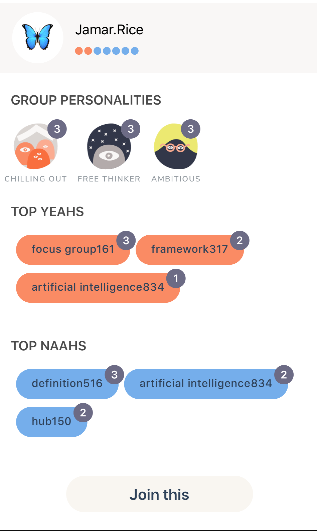 Jamar.Rice
GROUP PERSONALITIES
3 3 3
CHILLING OUT FREE THINKER AMBITIOUS
TOP YEAHS
focus group161 3 framework317 2
artificial intelligence834 1
TOP NAAHS
definition516 3 artificial intelligence834 2
hub150 2
Join this